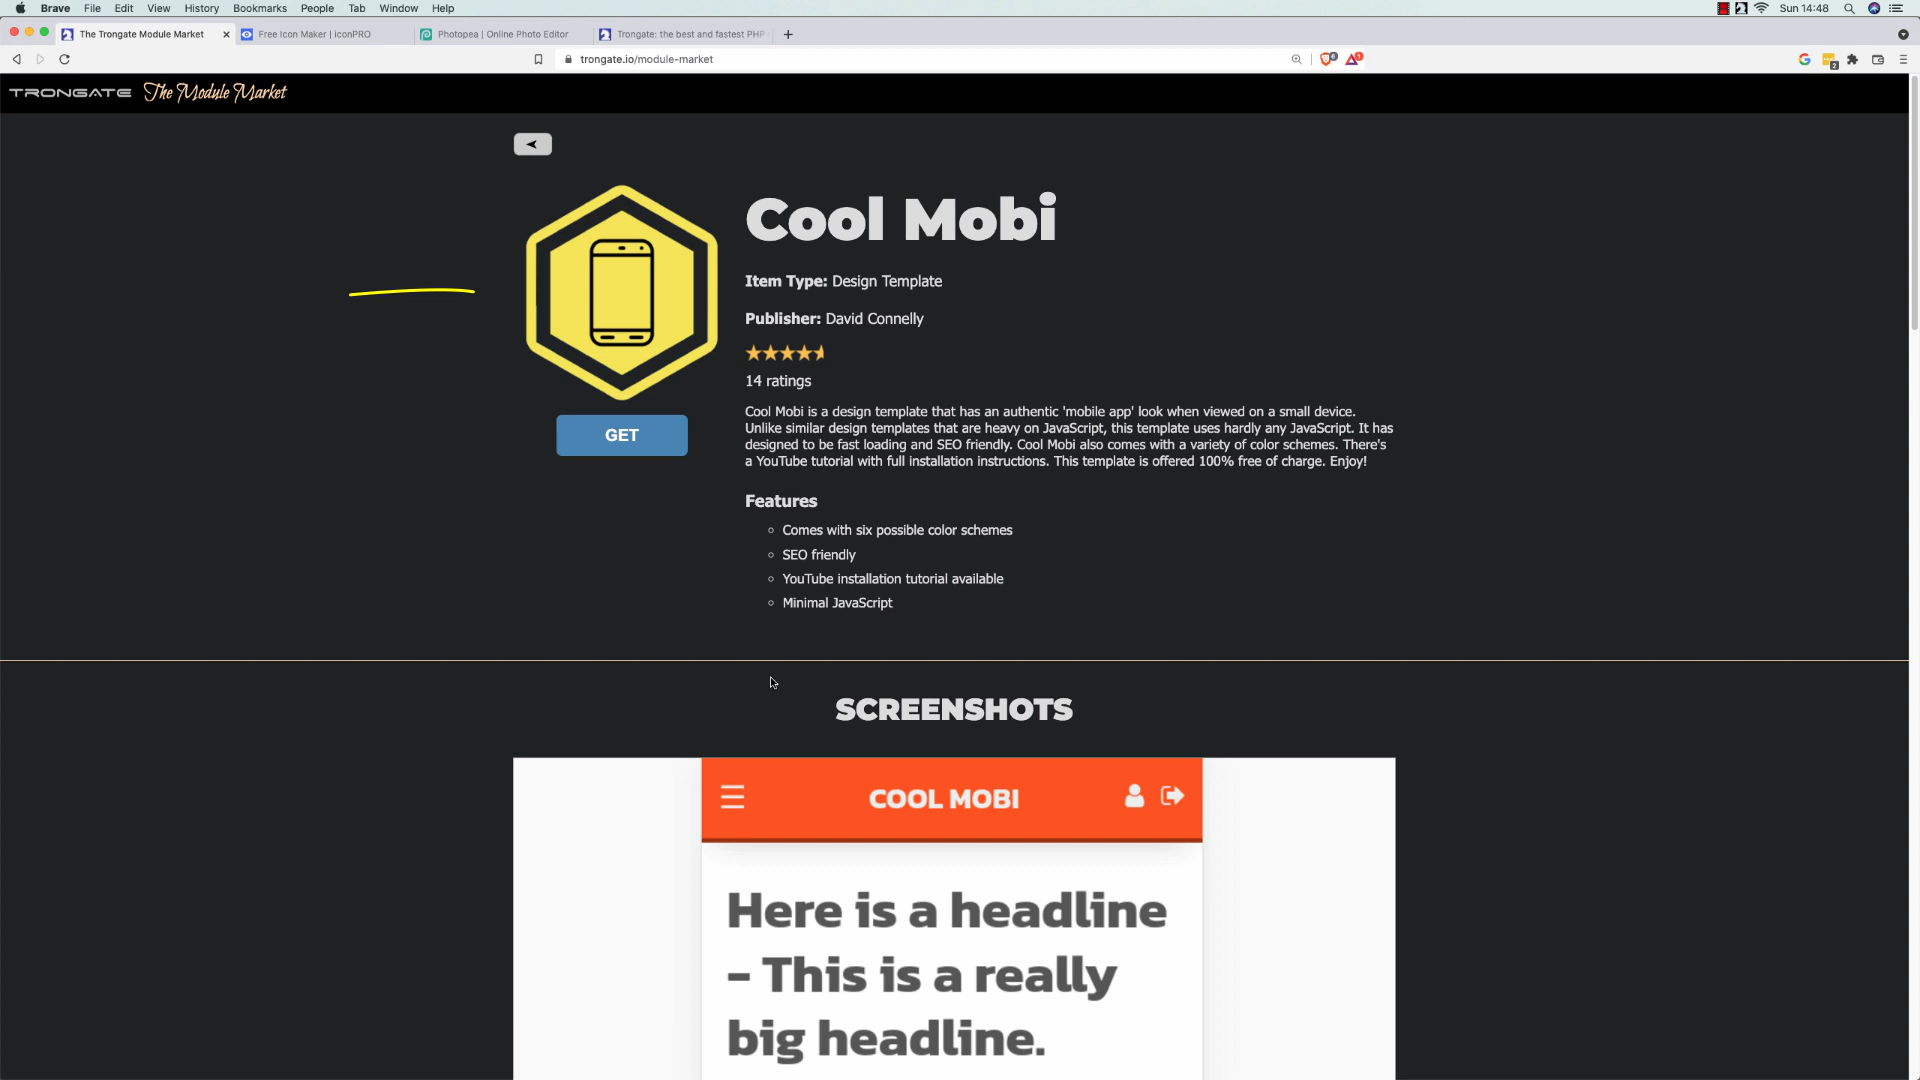 Brave File Edit View History Bookmarks People Tab Window Help Sun 14:48
The Trongate Module Market Free Icon Maker | iconPRO Photopea | Online Photo Editor Trongate: the best and fastest PHP
trongate.io/module-market
TRONGATE The Module Market
Cool Mobi
Item Type: Design Template
Publisher: David Connelly
14 ratings
GET
Cool Mobi is a design template that has an authentic 'mobile app' look when viewed on a small device.
Unlike similar design templates that are heavy on JavaScript, this template uses hardly any JavaScript. It has
designed to be fast loading and SEO friendly. Cool Mobi also comes with a variety of color schemes. There's
a YouTube tutorial with full installation instructions. This template is offered 100% free of charge. Enjoy!
Features
Comes with six possible color schemes
SEO friendly
YouTube installation tutorial available
Minimal JavaScript
SCREENSHOTS
COOL MOBI
Here is a headline
- This is a really
big headline.